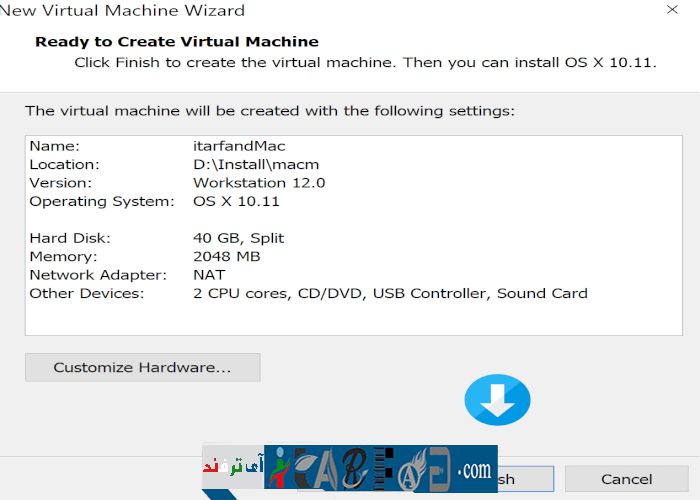 New Virtual Machine Wizard
Ready to Create Virtual Machine
Click Finish to create the virtual machine. Then you can install OS X 10.11.
The virtual machine will be created with the following settings:
Name: itarfandMac
Location: D:\Install\macm
Version: Workstation 12.0
Operating System: OS X 10.11
Hard Disk: 40 GB, Split
Memory: 2048 MB
Network Adapter: NAT
Other Devices: 2 CPU cores, CD/DVD, USB Controller, Sound Card
Customize Hardware...
آی ترفند
.com
Cancel